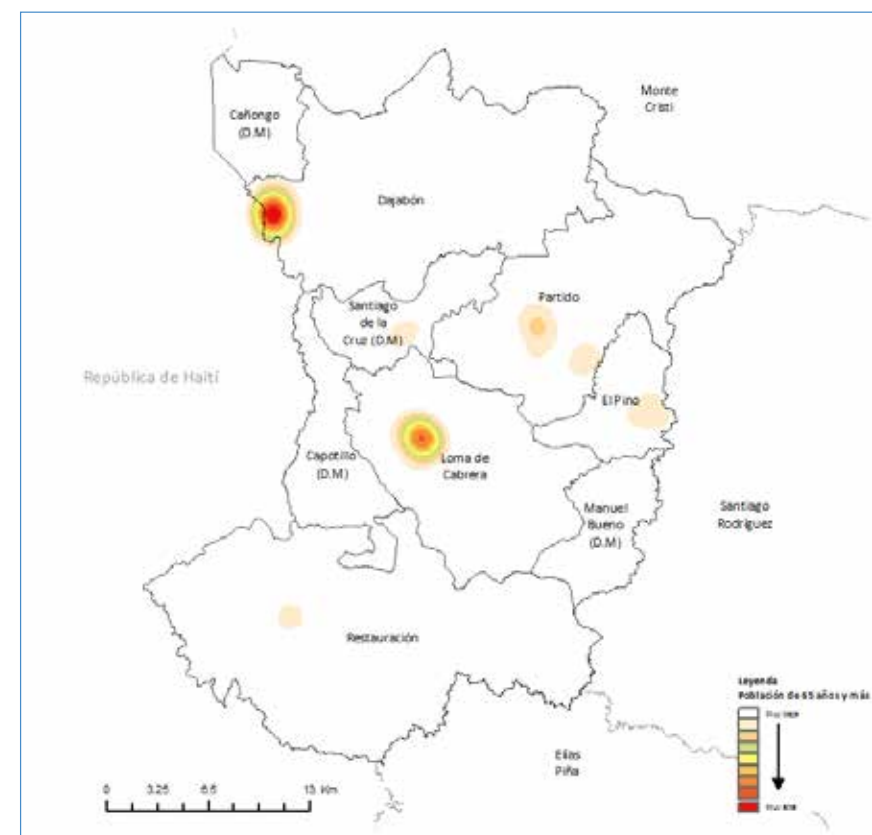 Monte
Cristi
Cañongo
(D.M)
Dajabón
Partido
Santiago
de la
Cruz (D.M)
República de Haití
El Pino
Loma de
Cabrera
Capotillo
(D.M)
Manuel
Bueno
(D.M)
Santiago
Rodríguez
Restauración
Elías
Piña
Leyenda
Población de 65 años y más
0 3.25 6.5 13 Km